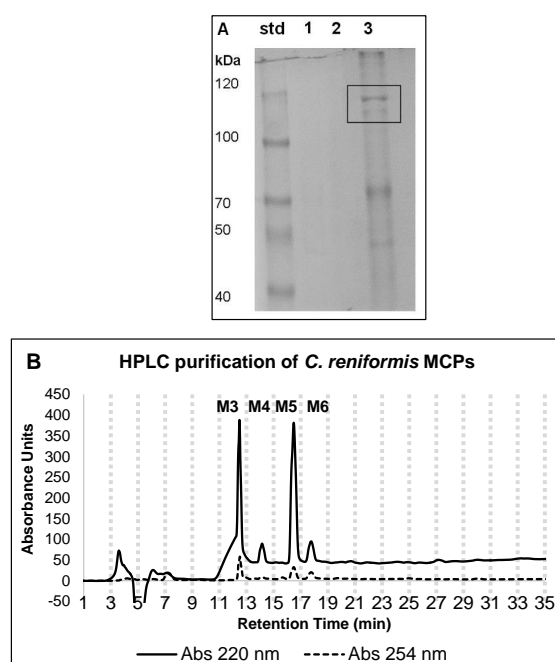 A std 1 2 3
kDa
120
100
70
50
40
B HPLC purification of C. reniformis MCPs
450
400
350
300
250
200
150
100
50
0
-50
Absorbance Units
M3 M4 M5 M6
1 3 5 7 9 11 13 15 17 19 21 23 25 27 29 31 33 35
Retention Time (min)
Abs 220 nm Abs 254 nm